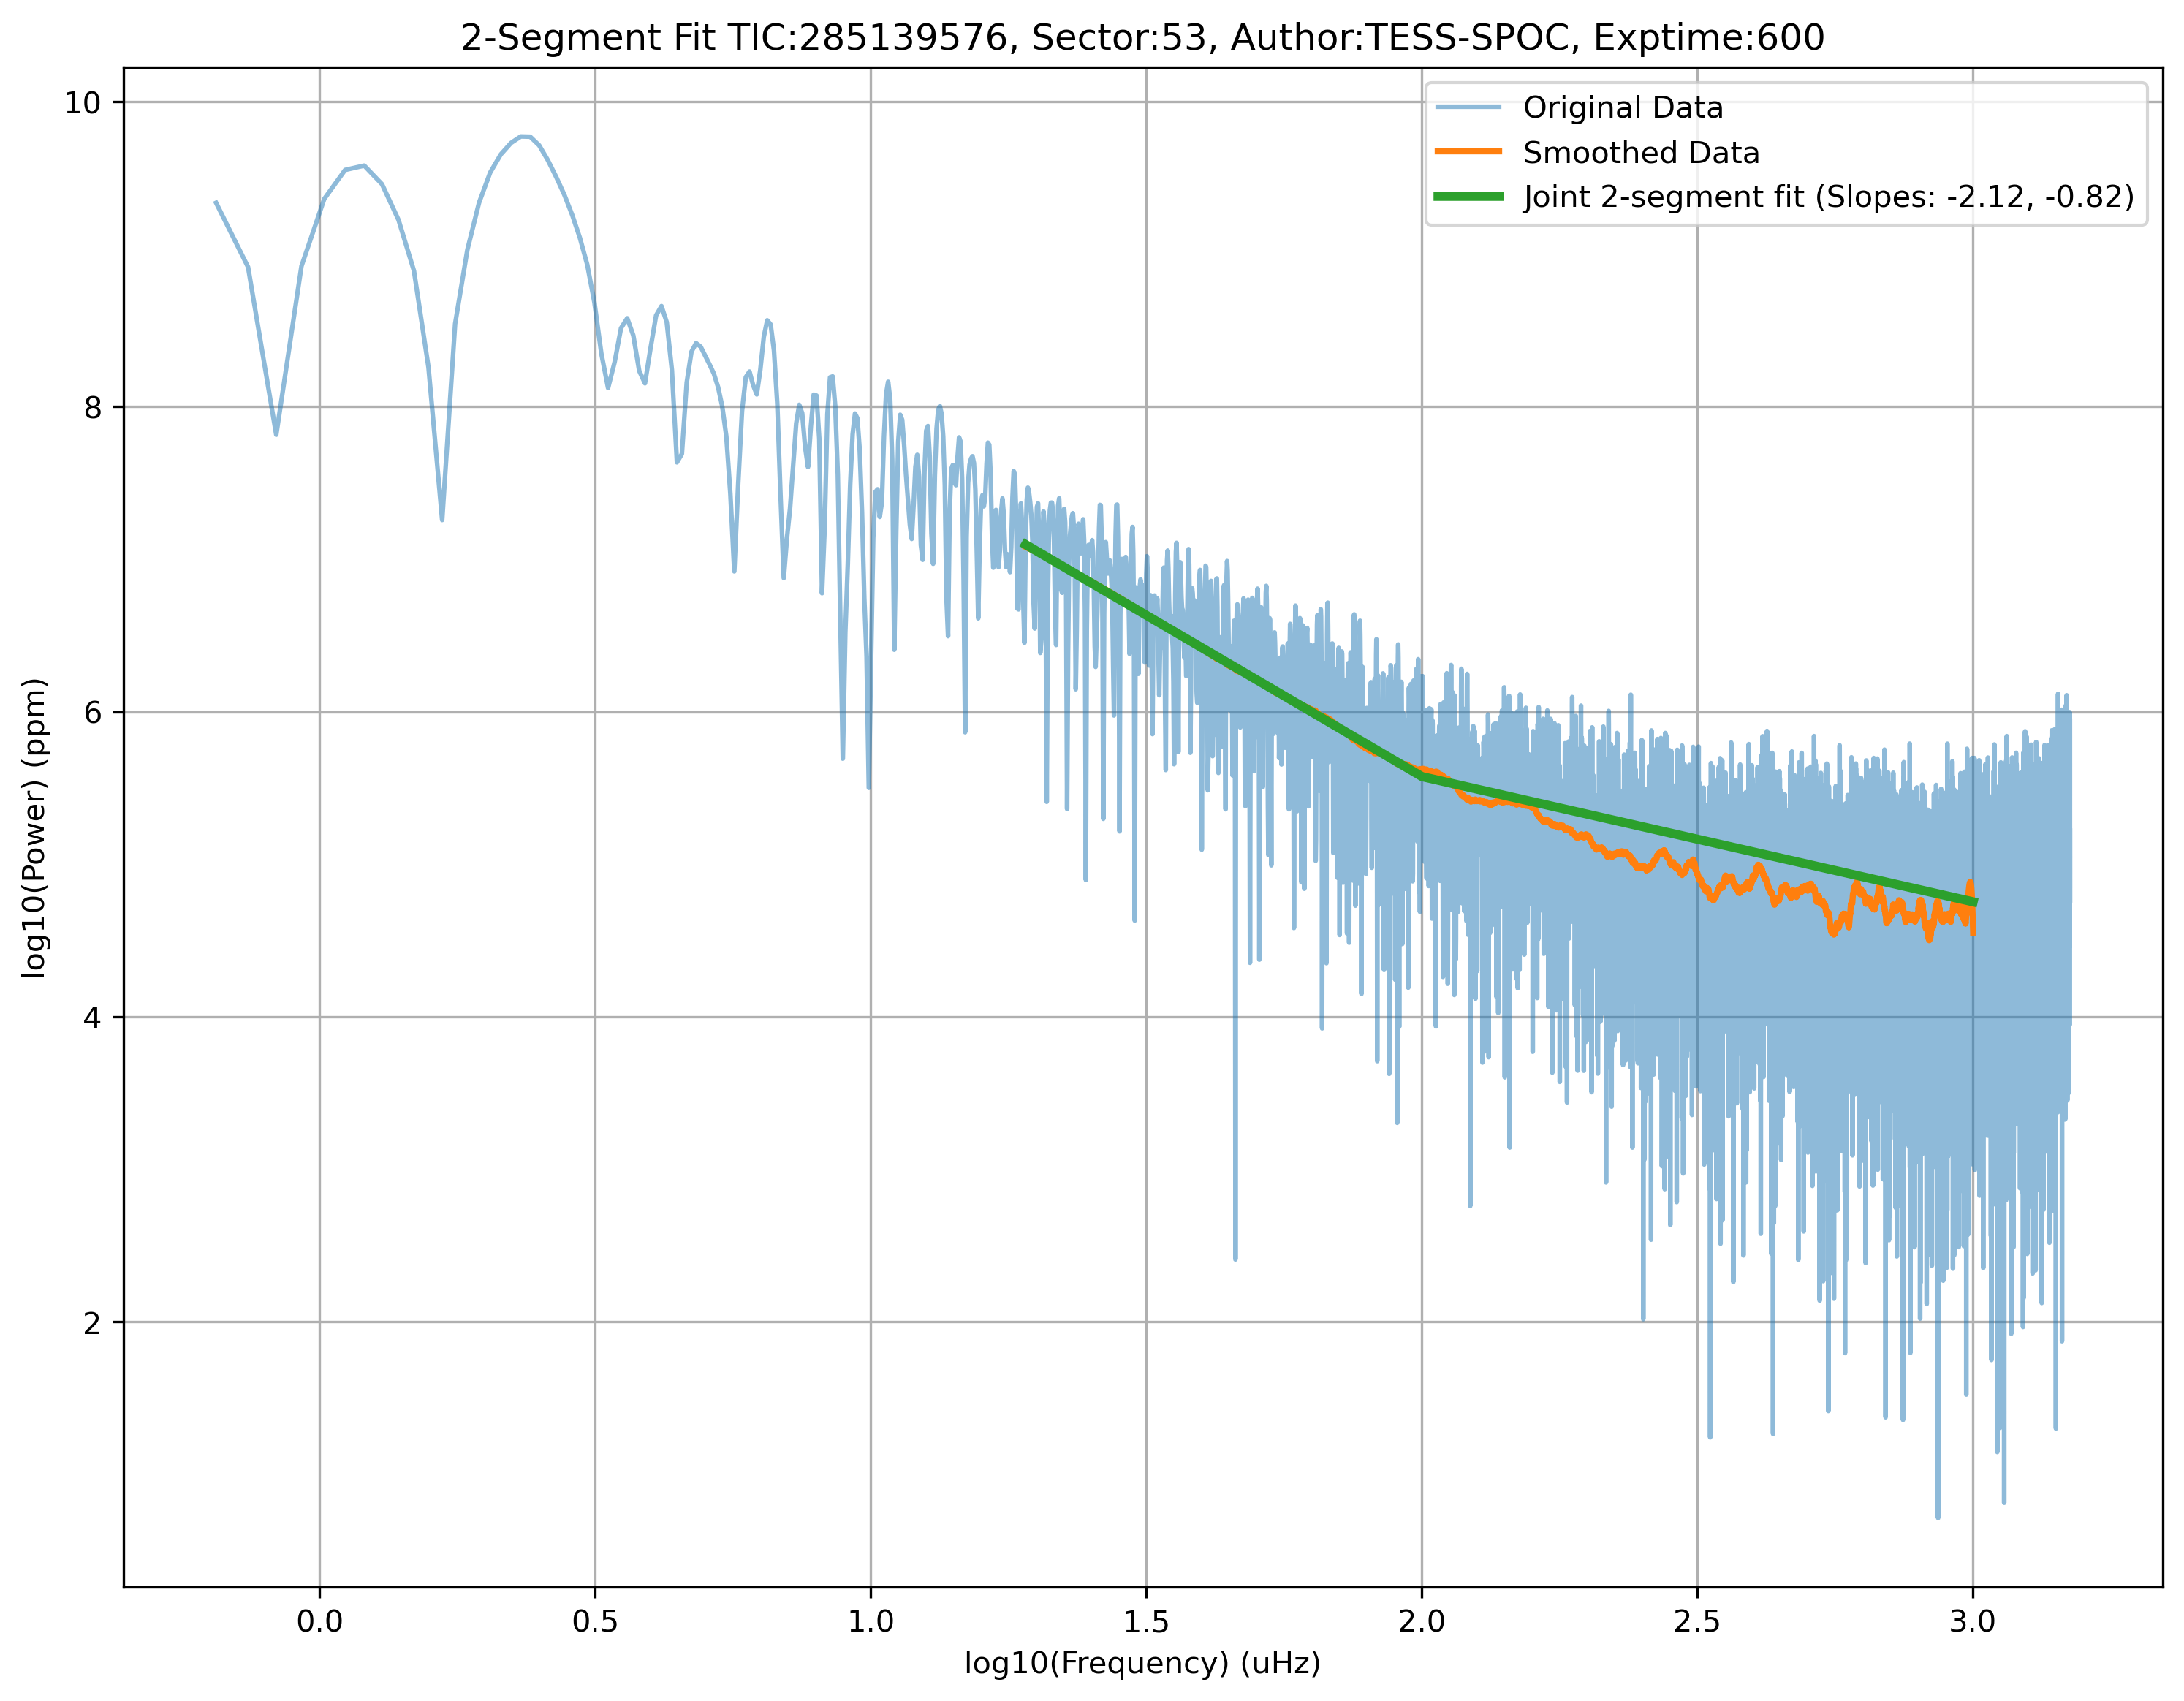 2-Segment Fit TIC:285139576, Sector:53, Author:TESS-SPOC, Exptime:600
Original Data
Smoothed Data
Joint 2-segment fit (Slopes: -2.12, -0.82)
log10(Power) (ppm)
10
8
6
4
2
0.0 0.5 1.0 1.5 2.0 2.5 3.0
log10(Frequency) (uHz)